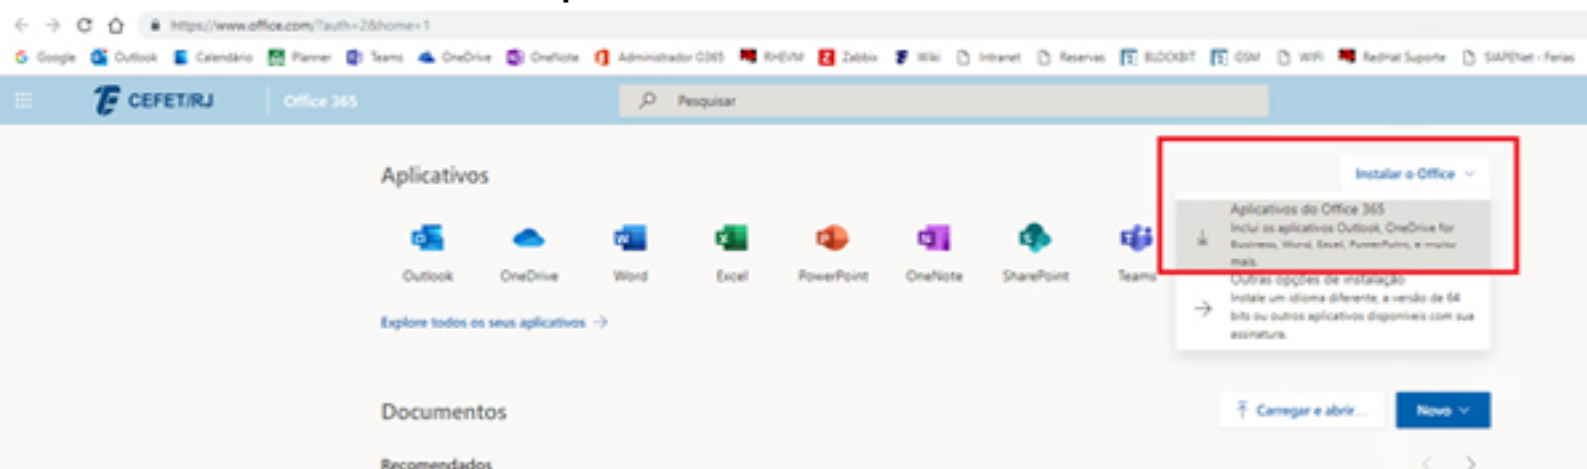 https://www.office.com/?auth=2&home=1
Google Outlook Calendário Planner Teams OneDrive OneNote Administrador O365 RHEVM Zabbix Wiki Intranet Reservas BLOCKBIT GSM WIFI RedHat Suporte SIAPENet - Ferias
CEFET/RJ Office 365 Pesquisar
Aplicativos
Instalar o Office
Aplicativos do Office 365
Inclui os aplicativos Outlook, OneDrive for
Business, Word, Excel, PowerPoint, e muito
mais.
Outlook OneDrive Word Excel PowerPoint OneNote SharePoint Teams
Outras opções de instalação
Instale um idioma diferente, a versão de 64
bits ou outros aplicativos disponíveis com sua
assinatura.
Explore todos os seus aplicativos
Documentos
Carregar e abrir... Novo
Recomendados